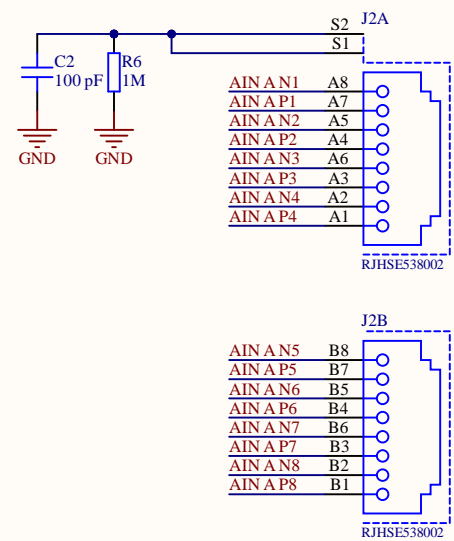 J2A
S2
S1
C2
100 pF
R6
1M
GND
GND
AIN A N1 A8
AIN A P1 A7
AIN A N2 A5
AIN A P2 A4
AIN A N3 A6
AIN A P3 A3
AIN A N4 A2
AIN A P4 A1
RJHSE538002
J2B
AIN A N5 B8
AIN A P5 B7
AIN A N6 B5
AIN A P6 B4
AIN A N7 B6
AIN A P7 B3
AIN A N8 B2
AIN A P8 B1
RJHSE538002